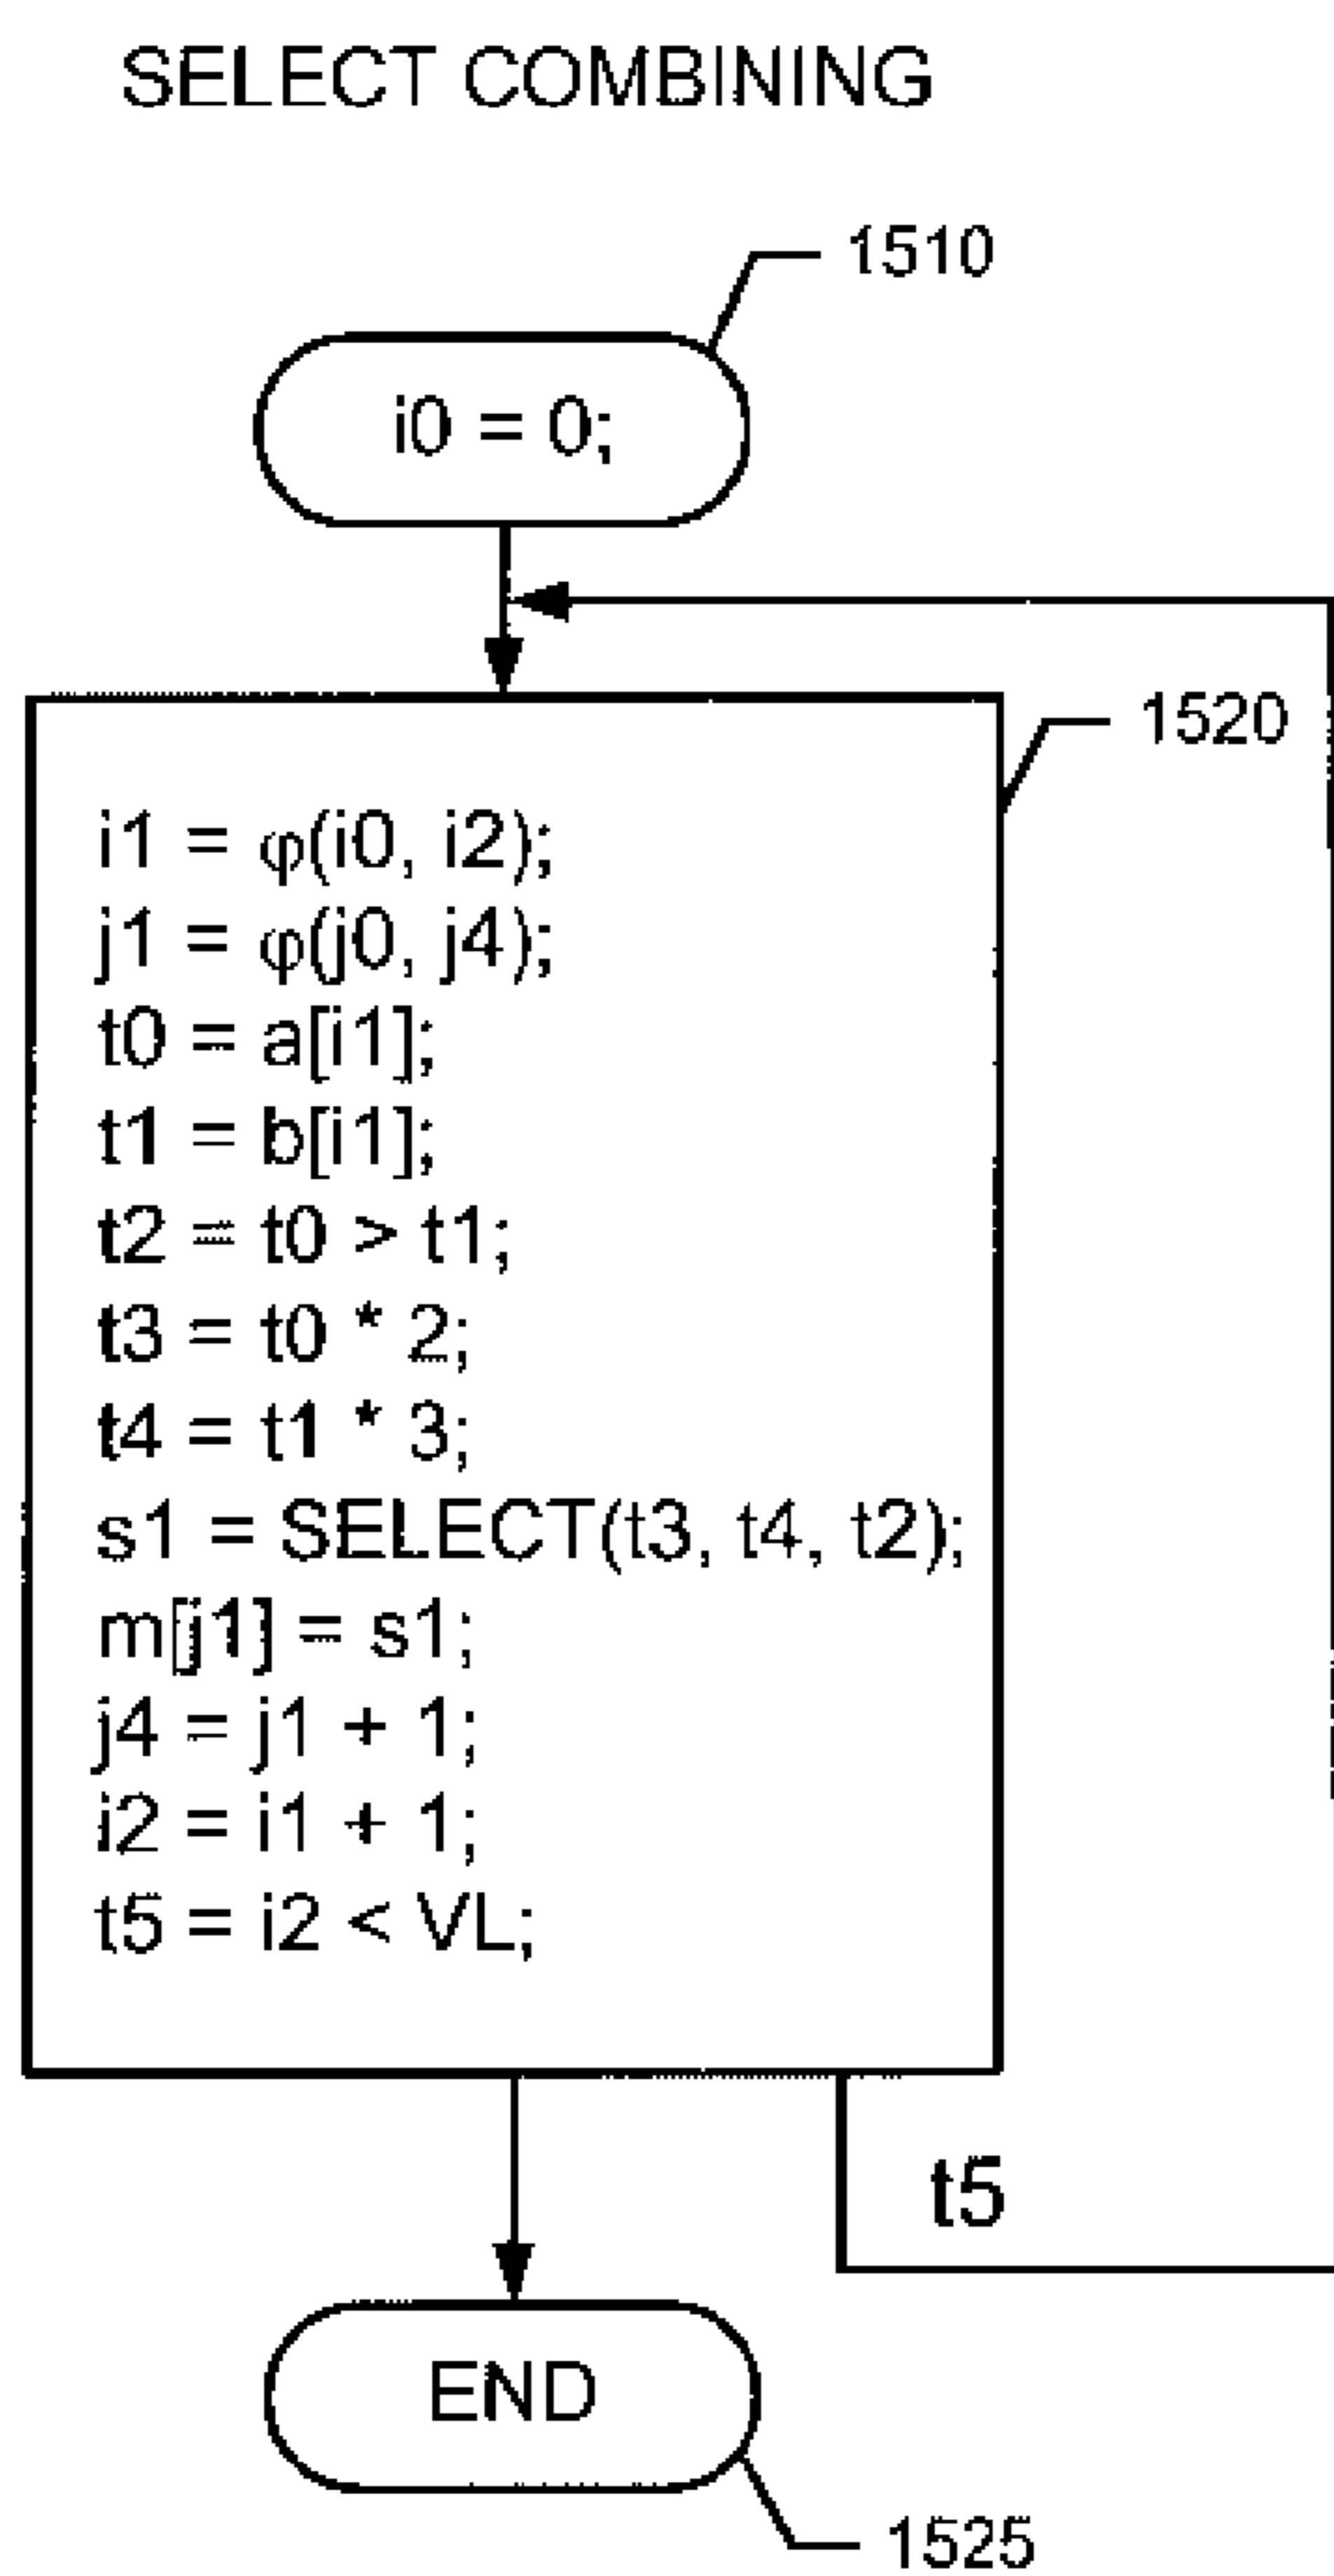 SELECT COMBINING
1510
i0 = 0;
1520
i1 = φ(i0, i2);
j1 = φ(j0, j4);
t0 = a[i1];
t1 = b[i1];
t2 = t0 > t1;
t3 = t0 * 2;
t4 = t1 * 3;
s1 = SELECT(t3, t4, t2);
m[j1] = s1;
j4 = j1 + 1;
i2 = i1 + 1;
t5 = i2 < VL;
t5
END
1525